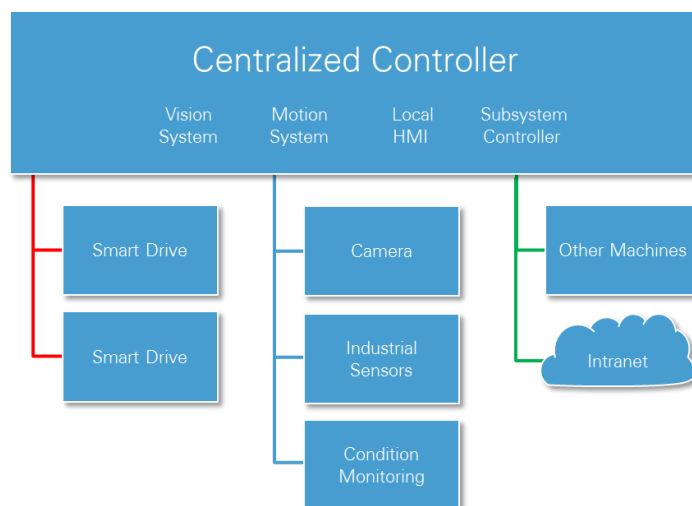 Centralized Controller
Vision
System
Motion
System
Local
HMI
Subsystem
Controller
Smart Drive
Camera
Other Machines
Smart Drive
Industrial
Sensors
Intranet
Condition
Monitoring